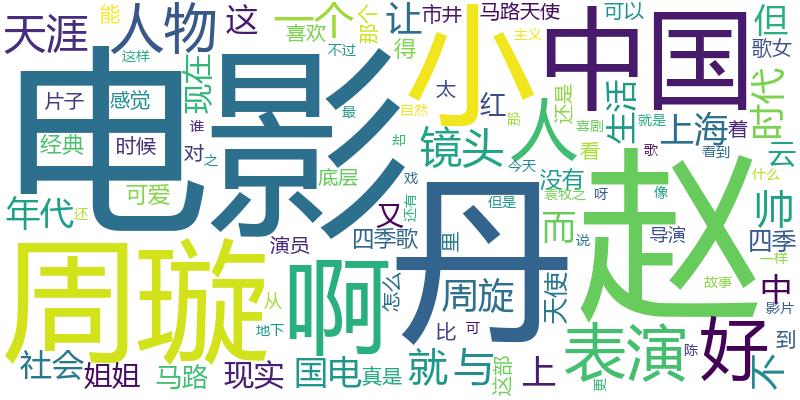 天涯
人物
能
这
一个
喜欢
那个
让
得
市井
马路天使
可以
但
歌女
电影
小
中国
这样
不过
主义
现在
片子
感觉
最
太
红
还是
生活
上海
着
时代
谁
自然
那
喜剧
就是
经典
时候
对
之
却
镜头
人
看
看到
云
歌
可爱
底层
戏
今天
没有
什么
年代
还
又
还有
但是
袁牧之
呀
像
帅
丹
赵
周璇
啊
演员
四季歌
里
而
说
导演
四季
一样
从
怎么
周旋
天使
故事
中
影片
地下
比
可
表演
陈
好
不
到
社会
姐姐
马路
现实
国电
真是
就
与
这部
上
更